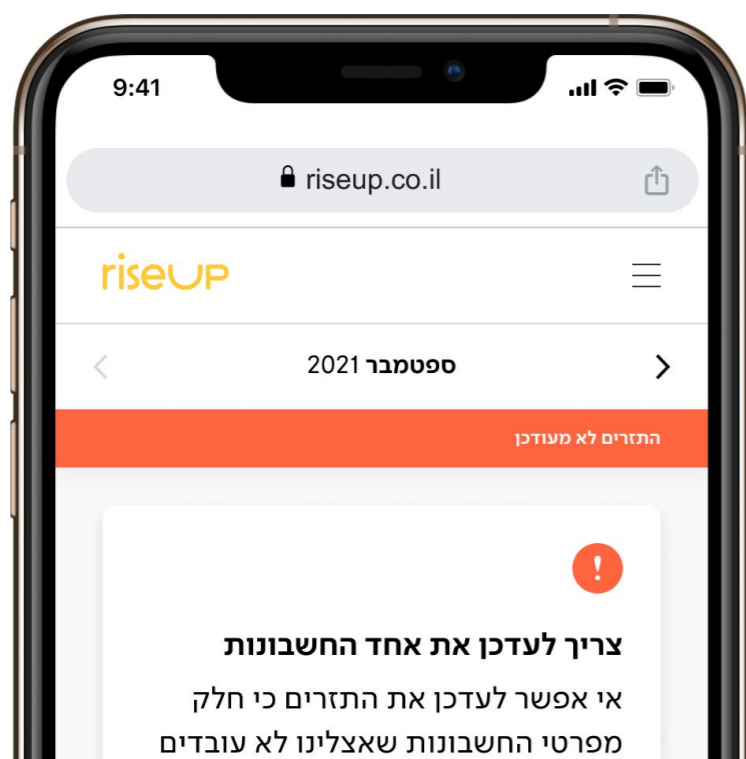 9:41
riseup.co.il
riseUP
ספטמבר 2021
התזרים לא מעודכן
צריך לעדכן את אחד החשבונות
אי אפשר לעדכן את התזרים כי חלק
מפרטי החשבונות שאצלינו לא עובדים